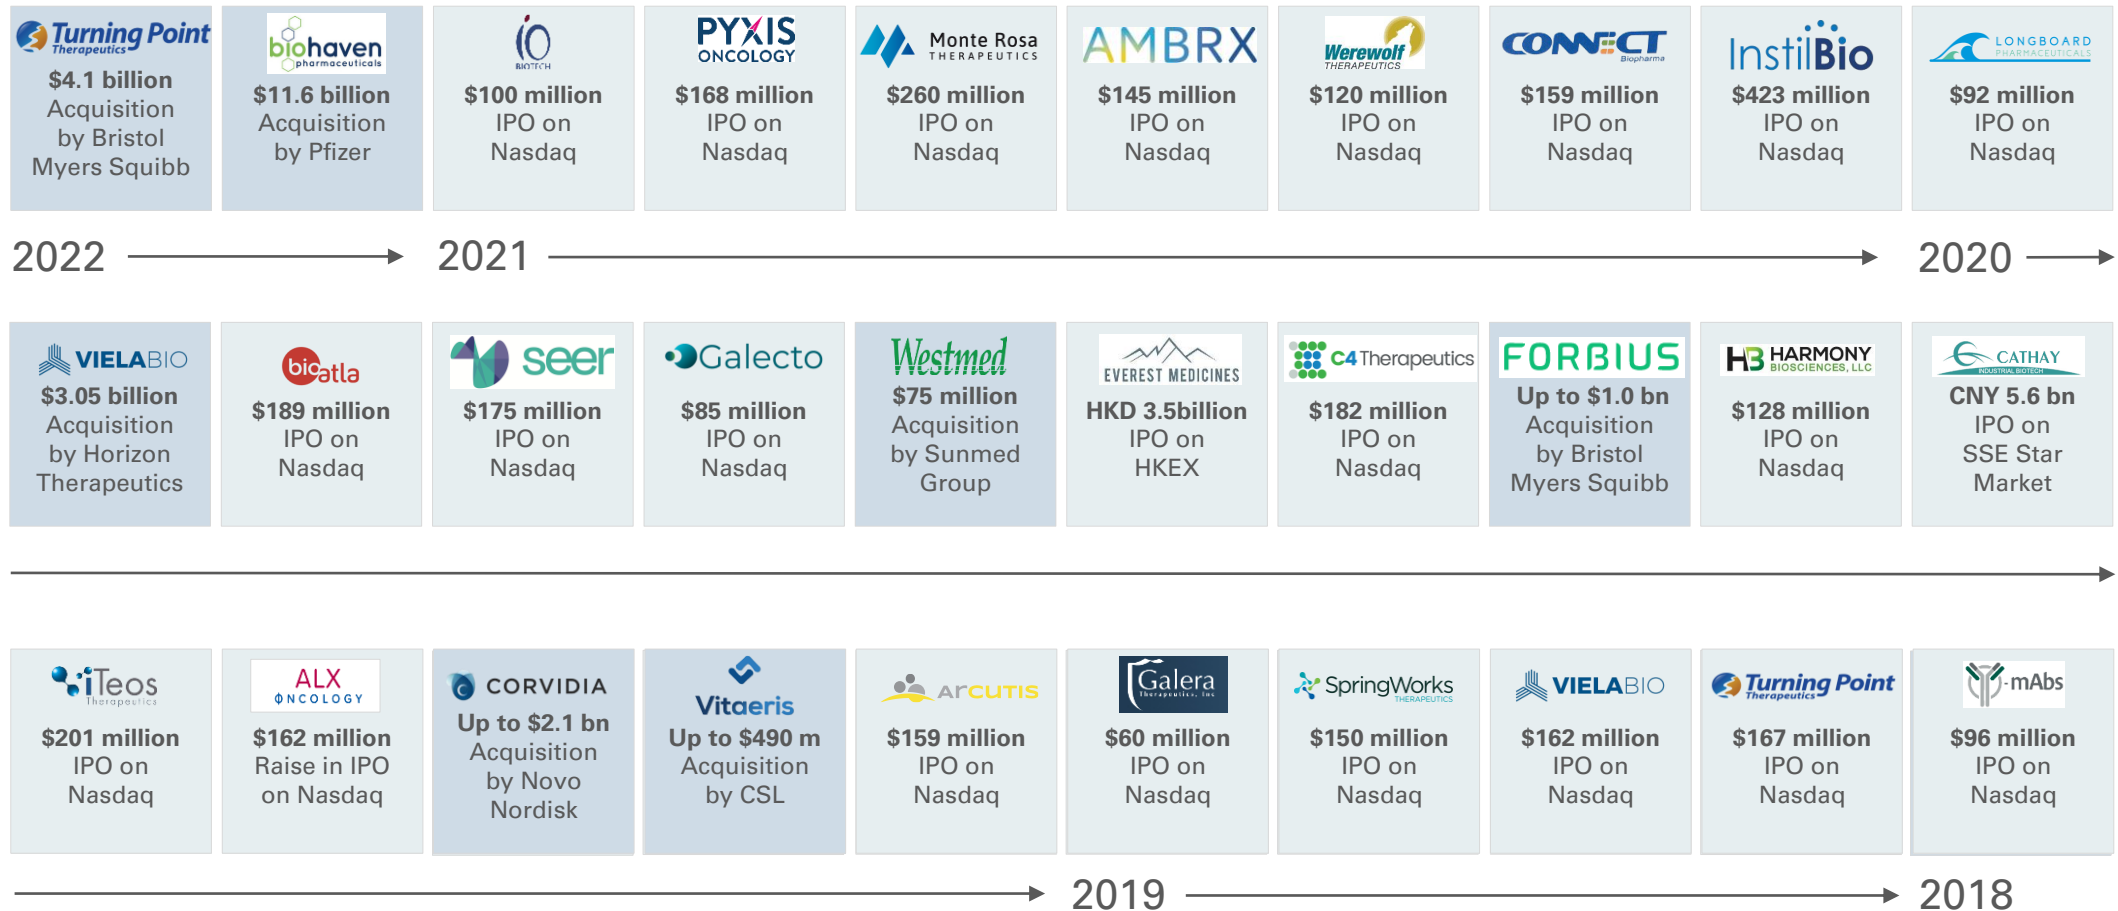 Turning Point
Therapeutics
$4.1 billion
Acquisition
by Bristol
Myers Squibb
biohaven
pharmaceuticals
$11.6 billion
Acquisition
by Pfizer
iO
BIOTECH
$100 million
IPO on
Nasdaq
PYXIS
ONCOLOGY
$168 million
IPO on
Nasdaq
Monte Rosa
THERAPEUTICS
$260 million
IPO on
Nasdaq
AMBRX
$145 million
IPO on
Nasdaq
Werewolf
THERAPEUTICS
$120 million
IPO on
Nasdaq
CONNECT
Biopharma
$159 million
IPO on
Nasdaq
InstilBio
$423 million
IPO on
Nasdaq
LONGBOARD
PHARMACEUTICALS
$92 million
IPO on
Nasdaq
2022
2021
2020
VIELABIO
$3.05 billion
Acquisition
by Horizon
Therapeutics
bioatla
$189 million
IPO on
Nasdaq
seer
$175 million
IPO on
Nasdaq
Galecto
$85 million
IPO on
Nasdaq
Westmed
$75 million
Acquisition
by Sunmed
Group
EVEREST MEDICINES
HKD 3.5billion
IPO on
HKEX
C4 Therapeutics
$182 million
IPO on
Nasdaq
FORBIUS
Up to $1.0 bn
Acquisition
by Bristol
Myers Squibb
HB HARMONY
BIOSCIENCES, LLC
$128 million
IPO on
Nasdaq
CATHAY
INDUSTRIAL BIOTECH
CNY 5.6 bn
IPO on
SSE Star
Market
iTeos
Therapeutics
$201 million
IPO on
Nasdaq
ALX
ONCOLOGY
$162 million
Raise in IPO
on Nasdaq
CORVIDIA
Up to $2.1 bn
Acquisition
by Novo
Nordisk
Vitaeris
Up to $490 m
Acquisition
by CSL
ARCUTIS
$159 million
IPO on
Nasdaq
Galera
Therapeutics, Inc
$60 million
IPO on
Nasdaq
SpringWorks
THERAPEUTICS
$150 million
IPO on
Nasdaq
VIELABIO
$162 million
IPO on
Nasdaq
Turning Point
Therapeutics
$167 million
IPO on
Nasdaq
Y-mAbs
$96 million
IPO on
Nasdaq
2019
2018